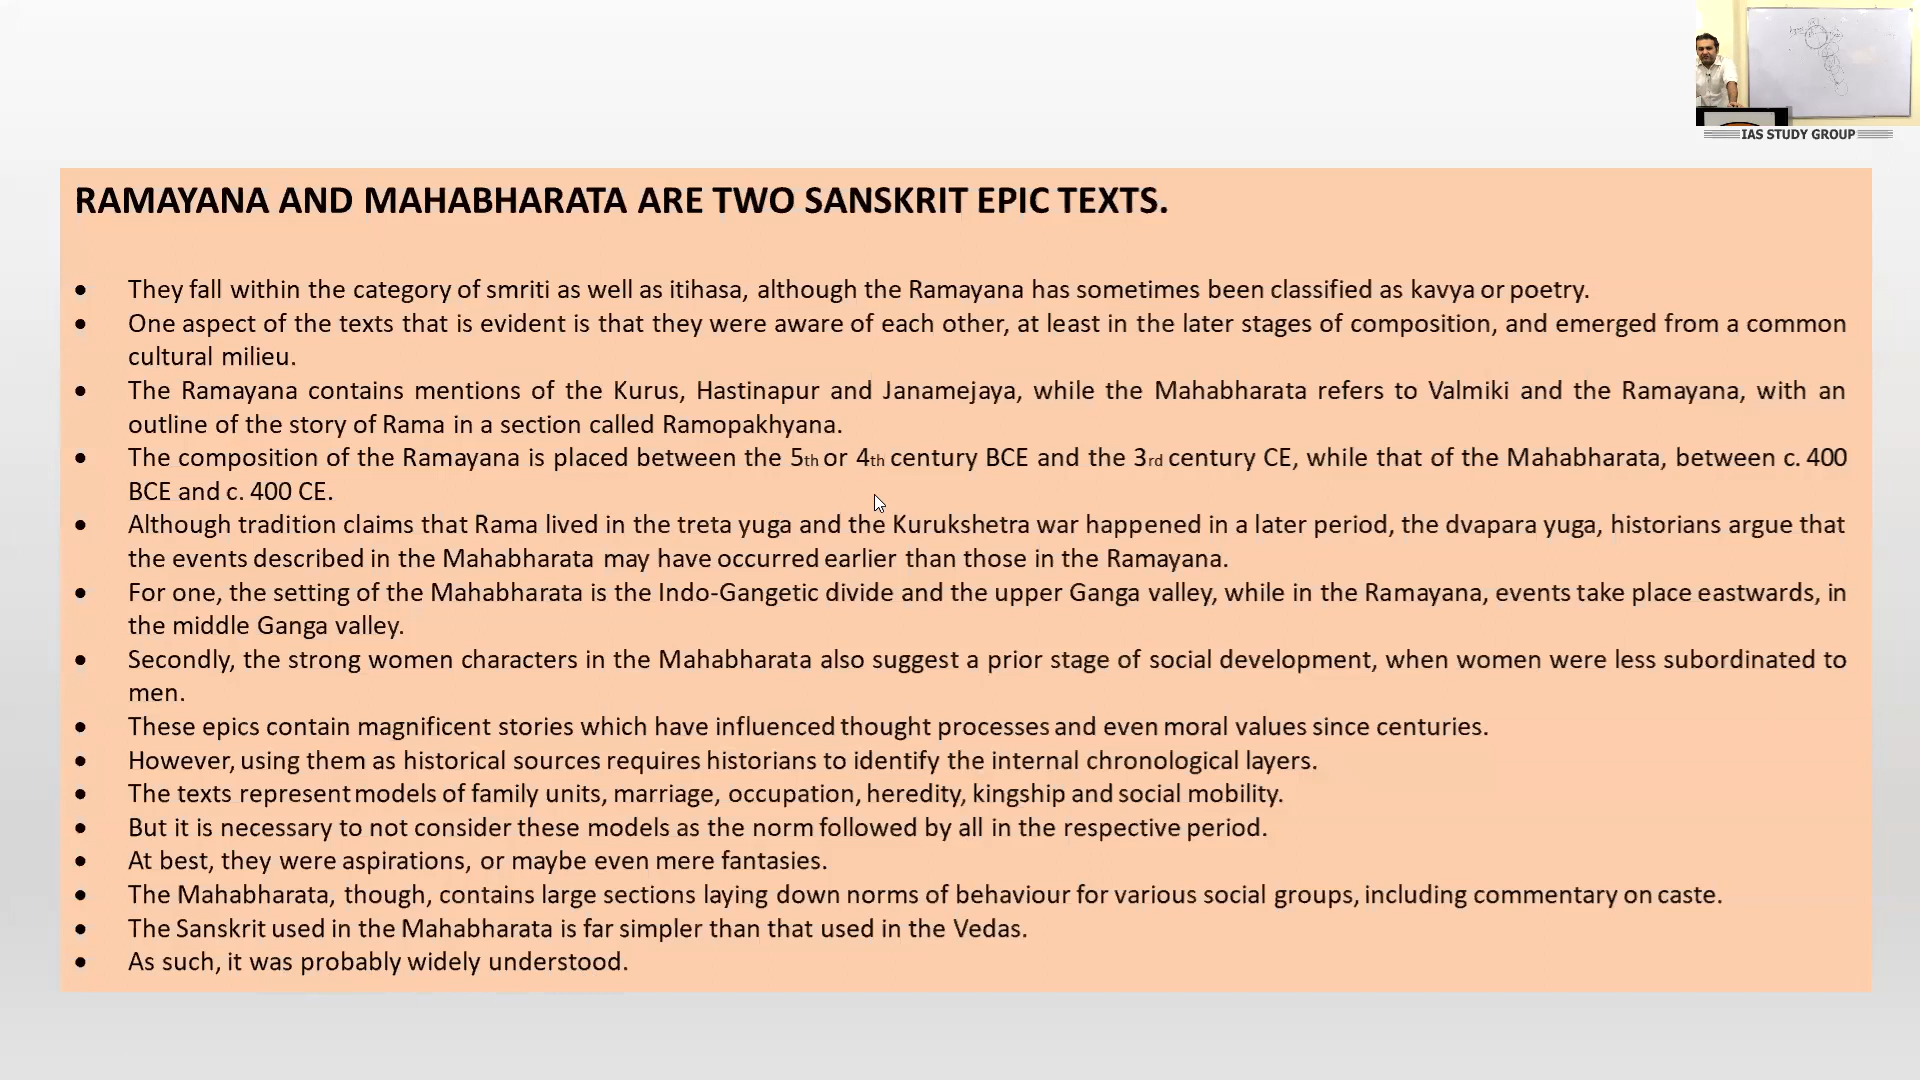 IAS STUDY GROUP
RAMAYANA AND MAHABHARATA ARE TWO SANSKRIT EPIC TEXTS.
• They fall within the category of smriti as well as itihasa, although the Ramayana has sometimes been classified as kavya or poetry.
• One aspect of the texts that is evident is that they were aware of each other, at least in the later stages of composition, and emerged from a common
cultural milieu.
• The Ramayana contains mentions of the Kurus, Hastinapur and Janamejaya, while the Mahabharata refers to Valmiki and the Ramayana, with an
outline of the story of Rama in a section called Ramopakhyana.
• The composition of the Ramayana is placed between the 5th or 4th century BCE and the 3rd century CE, while that of the Mahabharata, between c. 400
BCE and c. 400 CE.
• Although tradition claims that Rama lived in the treta yuga and the Kurukshetra war happened in a later period, the dvapara yuga, historians argue that
the events described in the Mahabharata may have occurred earlier than those in the Ramayana.
• For one, the setting of the Mahabharata is the Indo-Gangetic divide and the upper Ganga valley, while in the Ramayana, events take place eastwards, in
the middle Ganga valley.
• Secondly, the strong women characters in the Mahabharata also suggest a prior stage of social development, when women were less subordinated to
men.
• These epics contain magnificent stories which have influenced thought processes and even moral values since centuries.
• However, using them as historical sources requires historians to identify the internal chronological layers.
• The texts represent models of family units, marriage, occupation, heredity, kingship and social mobility.
• But it is necessary to not consider these models as the norm followed by all in the respective period.
• At best, they were aspirations, or maybe even mere fantasies.
• The Mahabharata, though, contains large sections laying down norms of behaviour for various social groups, including commentary on caste.
• The Sanskrit used in the Mahabharata is far simpler than that used in the Vedas.
• As such, it was probably widely understood.